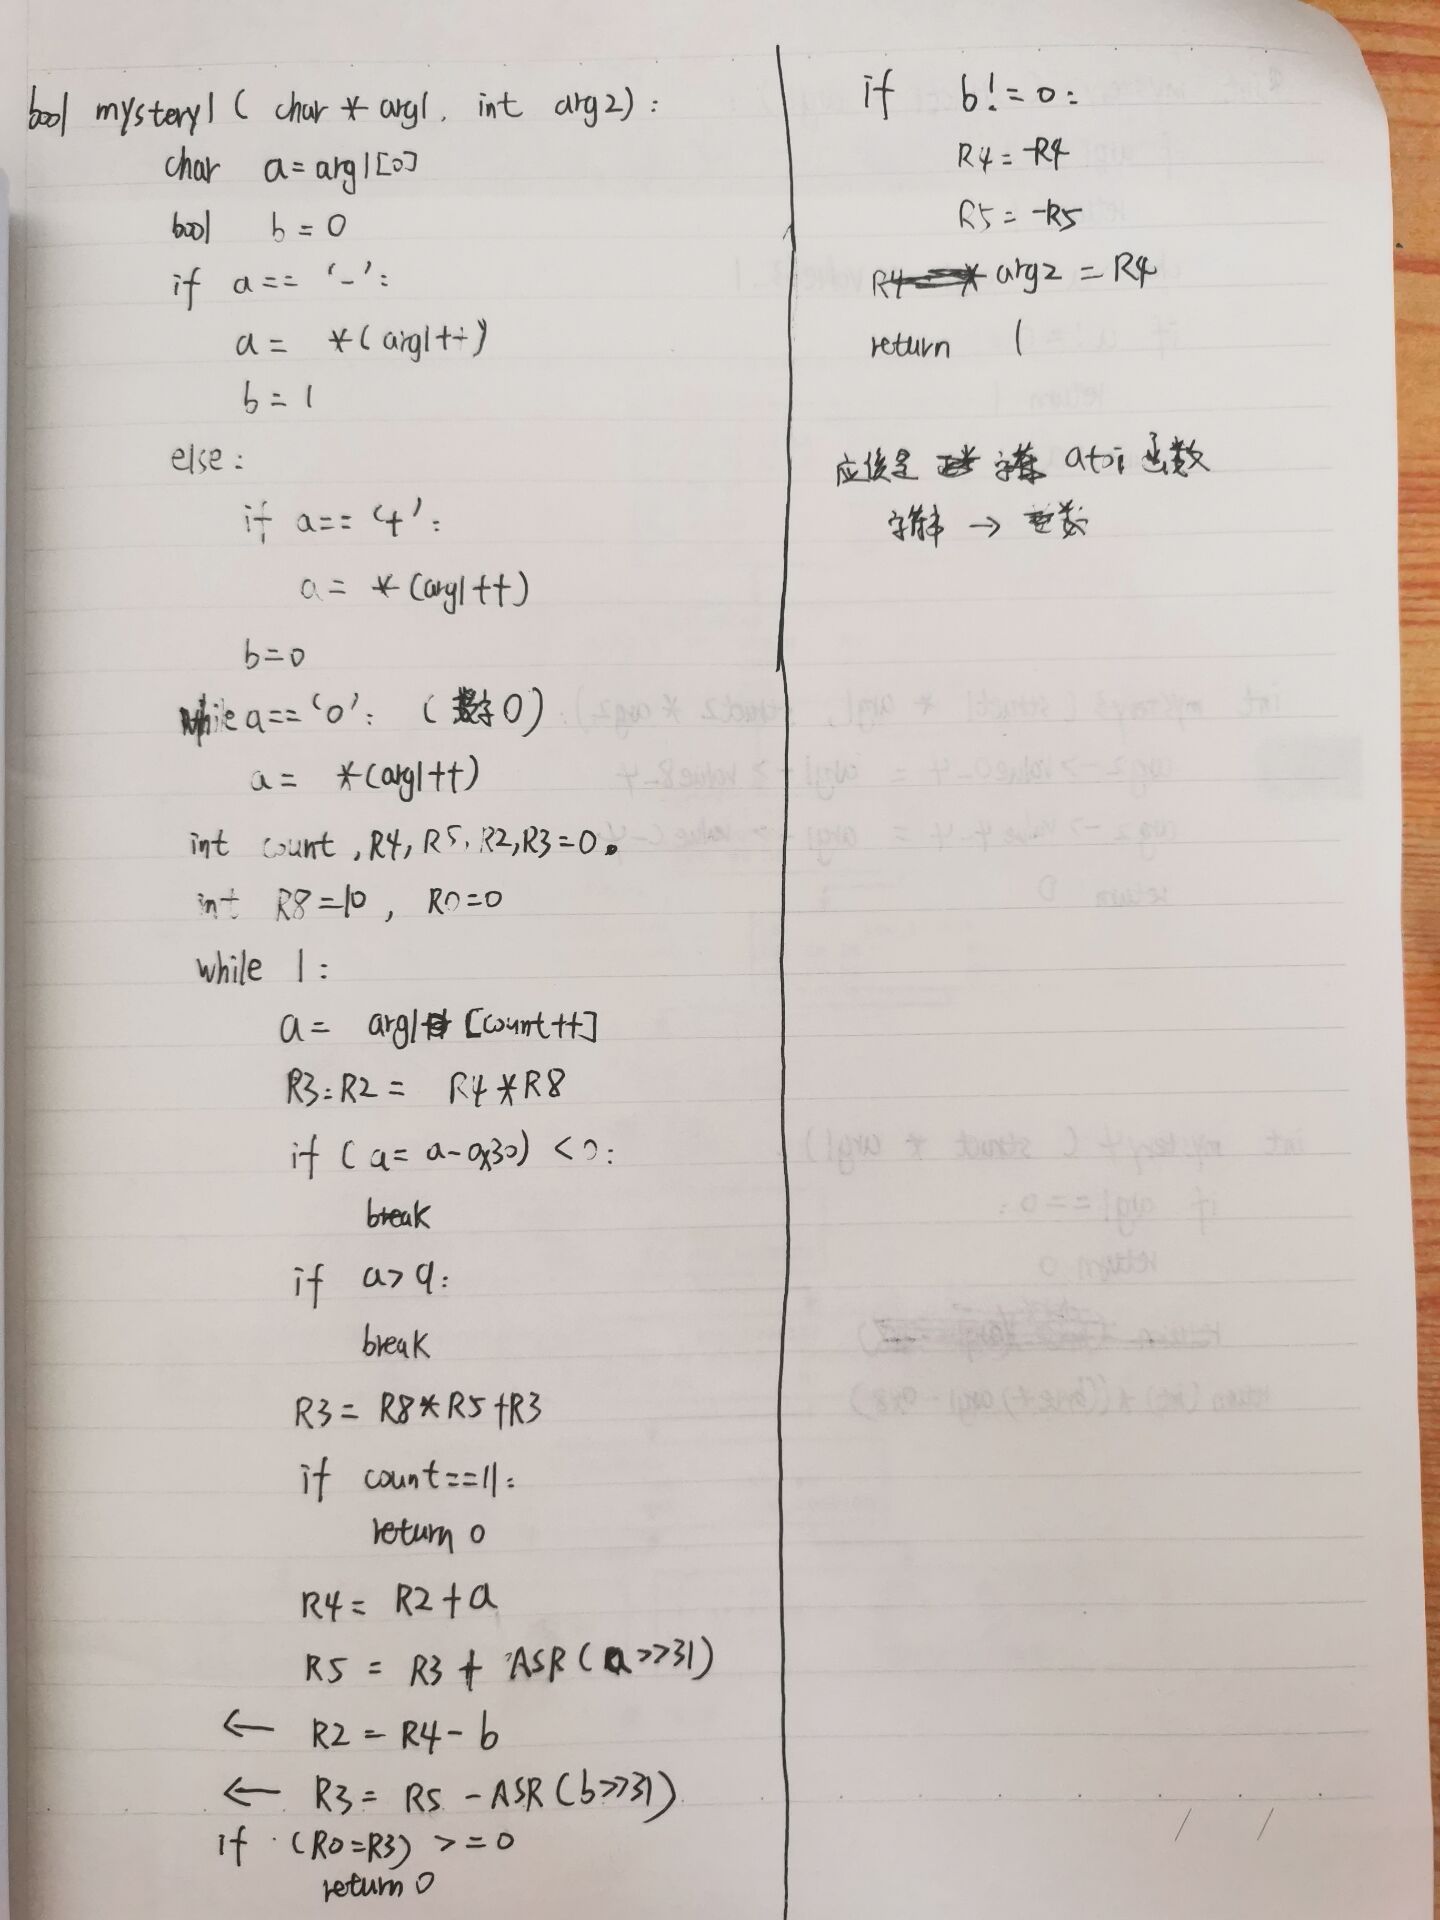 bool mystery1 ( char * arg1, int arg2) :
char a = arg1[0]
bool b = 0
if a == '-' :
a = *(arg1++)
b = 1
else :
if a == '+' :
a = *(arg1++)
b = 0
while a == '0' : (数字0)
a = *(arg1++)
int count, R4, R5, R2, R3 = 0.
int R8 = 10, R0 = 0
while 1 :
a = arg1 [count++]
R3:R2 = R4 * R8
if ( a = a - 0x30) < 0 :
break
if a > 9 :
break
R3 = R8 * R5 + R3
if count == 11 :
return 0
R4 = R2 + a
R5 = R3 + ASR ( a >> 31)
← R2 = R4 - b
← R3 = R5 - ASR (b >> 31)
if (R0 = R3) > = 0
return 0
if b! = 0 :
R4 = -R4
R5 = -R5
* arg2 = R4
return 1
应该是 atoi 函数
字符串 → 整数